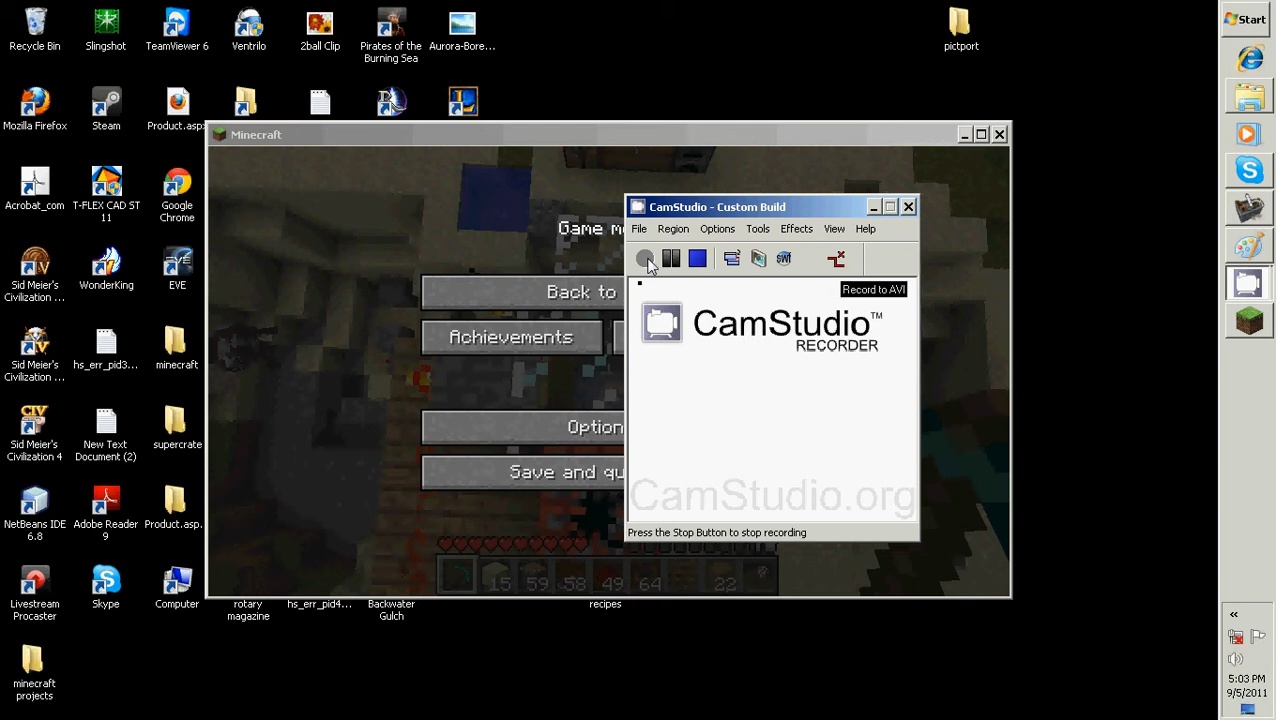 Recycle Bin
Slingshot
TeamViewer 6
Ventrilo
2ball Clip
Pirates of the
Burning Sea
Aurora-Bore...
pictport
Start
Mozilla Firefox
Steam
Product.aspx
Minecraft
Acrobat_com
T-FLEX CAD ST
11
Google
Chrome
Game m
Back to
Achievements
Option
Save and qu
15 59 58 49 64 22
CamStudio - Custom Build
File Region Options Tools Effects View Help
SWF
Record to AVI
CamStudio™
RECORDER
CamStudio.org
Press the Stop Button to stop recording
Sid Meier's
Civilization ...
WonderKing
EVE
Sid Meier's
Civilization ...
hs_err_pid3...
minecraft
Sid Meier's
Civilization 4
New Text
Document (2)
supercrate
NetBeans IDE
6.8
Adobe Reader
9
Product.asp.
Livestream
Procaster
Skype
Computer
rotary
magazine
hs_err_pid4...
Backwater
Gulch
recipes
minecraft
projects
«
5:03 PM
9/5/2011